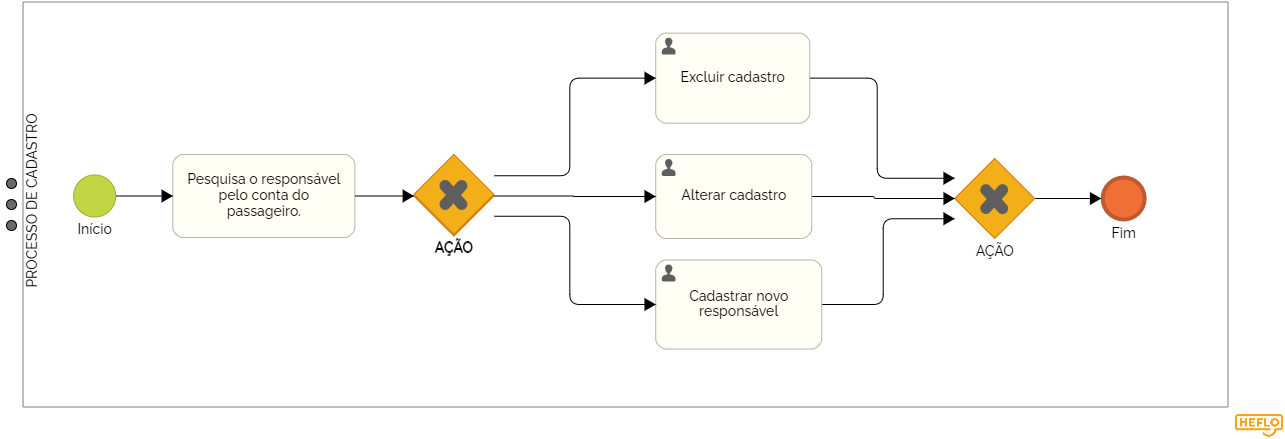 PROCESSO DE CADASTRO
Início
Pesquisa o responsável
pelo conta do
passageiro.
AÇÃO
Excluir cadastro
Alterar cadastro
Cadastrar novo
responsável
AÇÃO
Fim
HEFLO